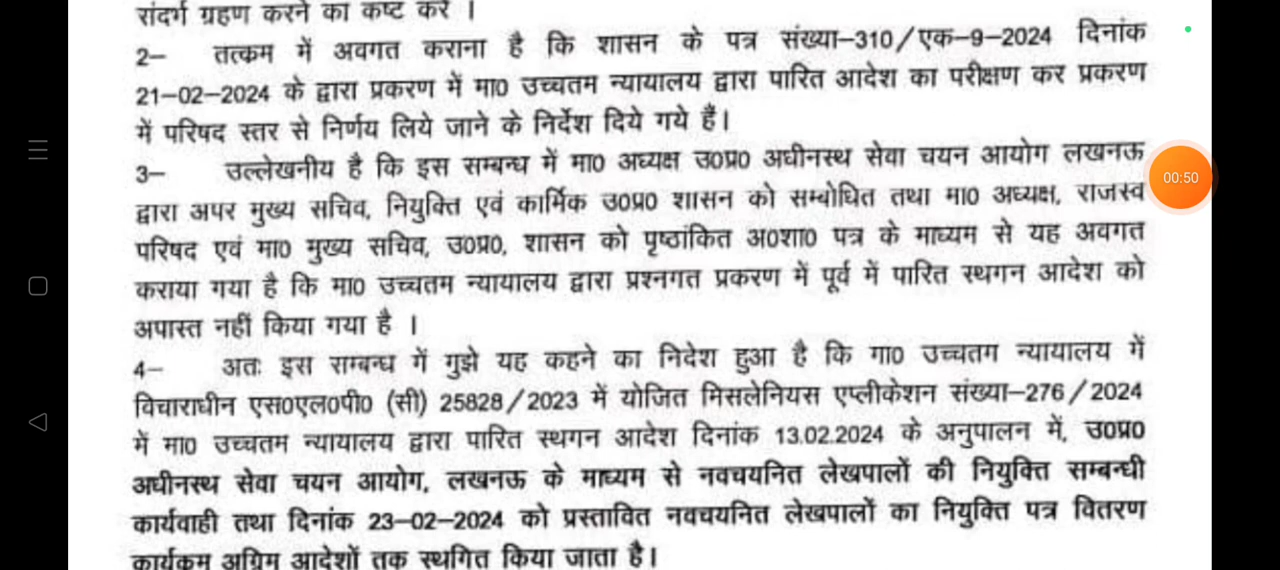 संदर्भ ग्रहण करने का कष्ट करें ।
2— तत्क्रम में अवगत कराना है कि शासन के पत्र संख्या—310/एक—9—2024 दिनांक
21—02—2024 के द्वारा प्रकरण में मा0 उच्चतम न्यायालय द्वारा पारित आदेश का परीक्षण कर प्रकरण
में परिषद स्तर से निर्णय लिये जाने के निर्देश दिये गये हैं।
3— उल्लेखनीय है कि इस सम्बन्ध में मा0 अध्यक्ष उ0प्र0 अधीनस्थ सेवा चयन आयोग लखनऊ
द्वारा अपर मुख्य सचिव, नियुक्ति एवं कार्मिक उ0प्र0 शासन को सम्बोधित तथा मा0 अध्यक्ष, राजस्व
परिषद एवं मा0 मुख्य सचिव, उ0प्र0, शासन को पृष्ठांकित अ0शा0 पत्र के माध्यम से यह अवगत
कराया गया है कि मा0 उच्चतम न्यायालय द्वारा प्रश्नगत प्रकरण में पूर्व में पारित स्थगन आदेश को
अपास्त नहीं किया गया है ।
4— अतः इस सम्बन्ध में मुझे यह कहने का निदेश हुआ है कि मा0 उच्चतम न्यायालय में
विचाराधीन एस0एल0पी0 (सी) 25828/2023 में योजित मिसलेनियस एप्लीकेशन संख्या—276/2024
में मा0 उच्चतम न्यायालय द्वारा पारित स्थगन आदेश दिनांक 13.02.2024 के अनुपालन में, उ0प्र0
अधीनस्थ सेवा चयन आयोग, लखनऊ के माध्यम से नवचयनित लेखपालों की नियुक्ति सम्बन्धी
कार्यवाही तथा दिनांक 23—02—2024 को प्रस्तावित नवचयनित लेखपालों का नियुक्ति पत्र वितरण
कार्यक्रम अग्रिम आदेशों तक स्थगित किया जाता है।
00:50